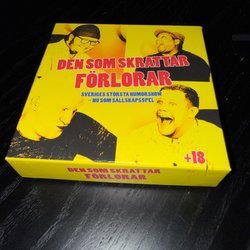 DEN SOM SKRATTAR
FÖRLORAR
SVERIGES STÖRSTA HUMORSHOW
- NU SOM SÄLLSKAPSSPEL
+18
DEN SOM SKRATTAR
FÖRLORAR